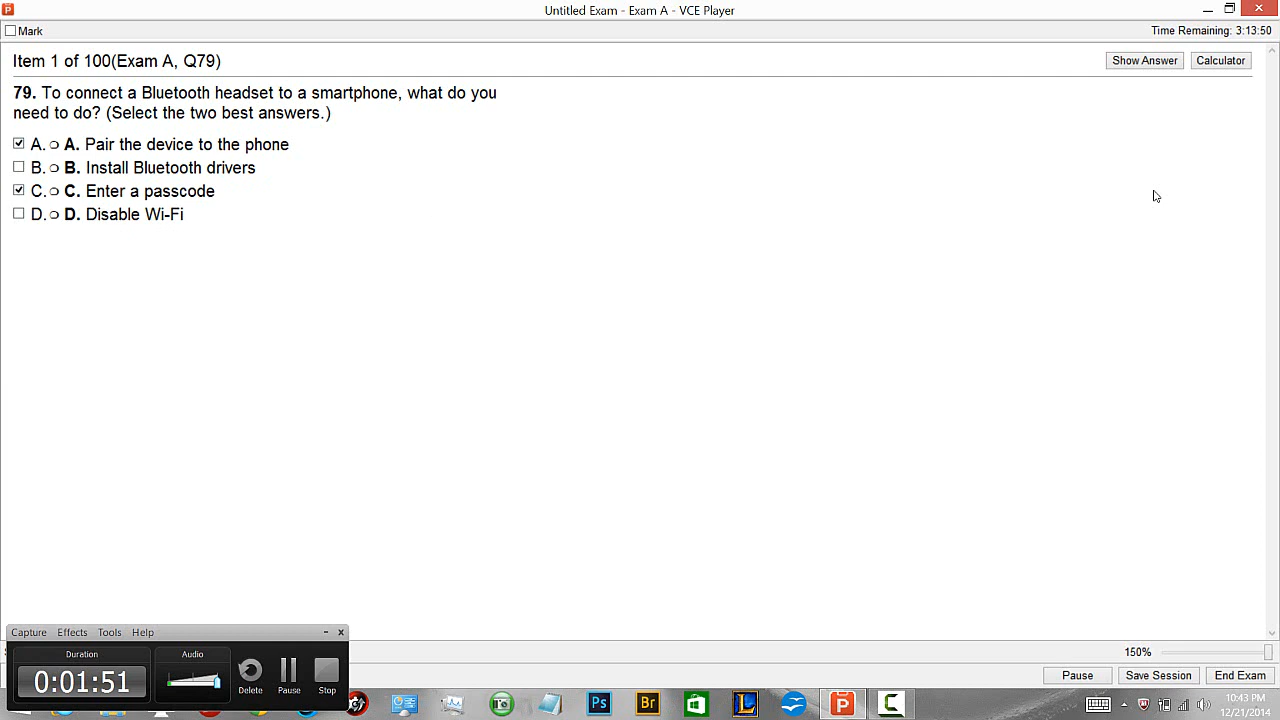 Untitled Exam - Exam A - VCE Player
Mark
Time Remaining: 3:13:50
Item 1 of 100(Exam A, Q79)
Show Answer
Calculator
79. To connect a Bluetooth headset to a smartphone, what do you
need to do? (Select the two best answers.)
A. A. Pair the device to the phone
B. B. Install Bluetooth drivers
C. C. Enter a passcode
D. D. Disable Wi-Fi
Capture Effects Tools Help
Duration
Audio
0:01:51
Delete
Pause
Stop
150%
Pause
Save Session
End Exam
Ps
Br
L
P
C
10:43 PM
12/21/2014